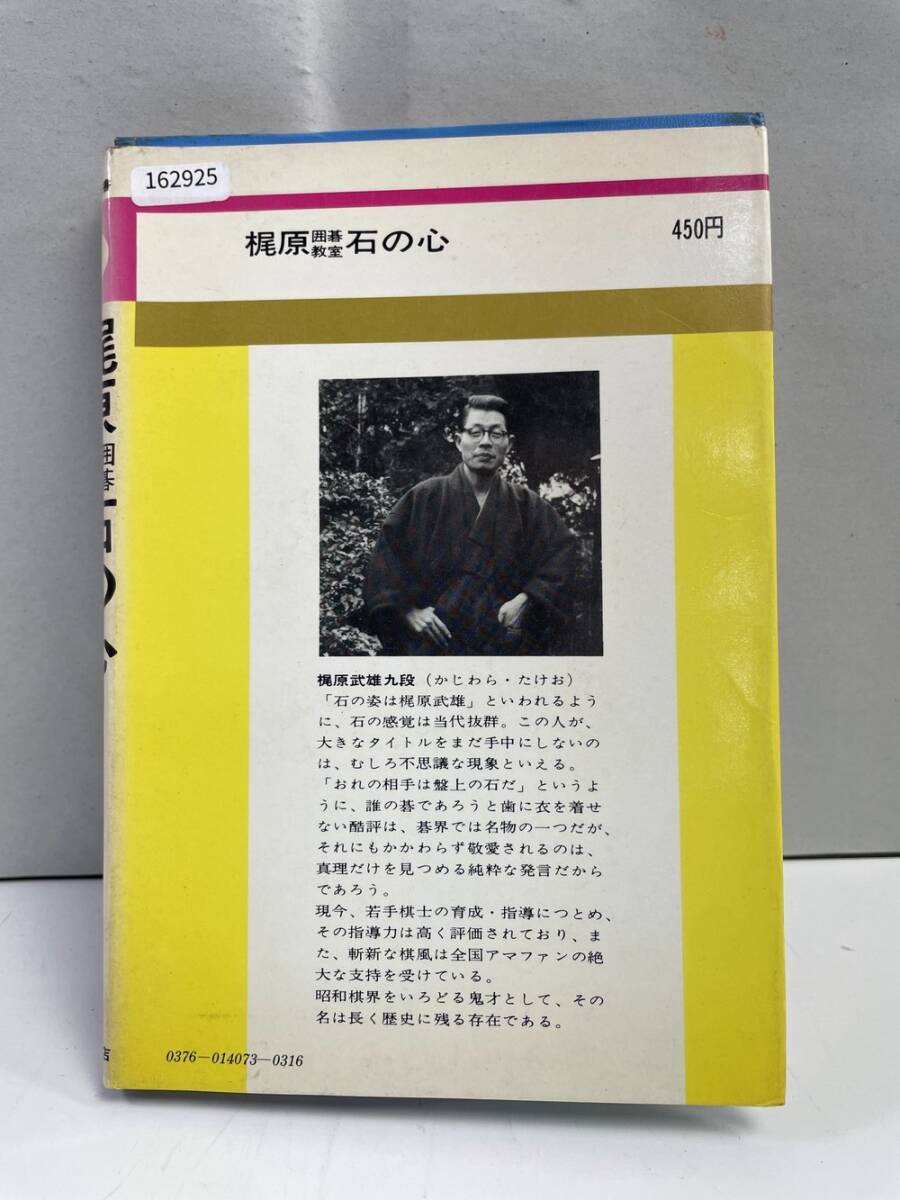 162925
梶原囲碁教室石の心
450円
梶原武雄九段（かじわら・たけお）
「石の姿は梶原武雄」といわれるよう
に、石の感覚は当代抜群。この人が、
大きなタイトルをまだ手中にしないの
は、むしろ不思議な現象といえる。
「おれの相手は盤上の石だ」というよ
うに、誰の碁であろうと歯に衣を着せ
ない酷評は、碁界では名物の一つだが、
それにもかかわらず敬愛されるのは、
真理だけを見つめる純粋な発言だから
であろう。
現今、若手棋士の育成・指導につとめ、
その指導力は高く評価されており、ま
た、斬新な棋風は全国アマファンの絶
大な支持を受けている。
昭和棋界をいろどる鬼才として、その
名は長く歴史に残る存在である。
0376-014073-0316
梶原囲碁石の心
店